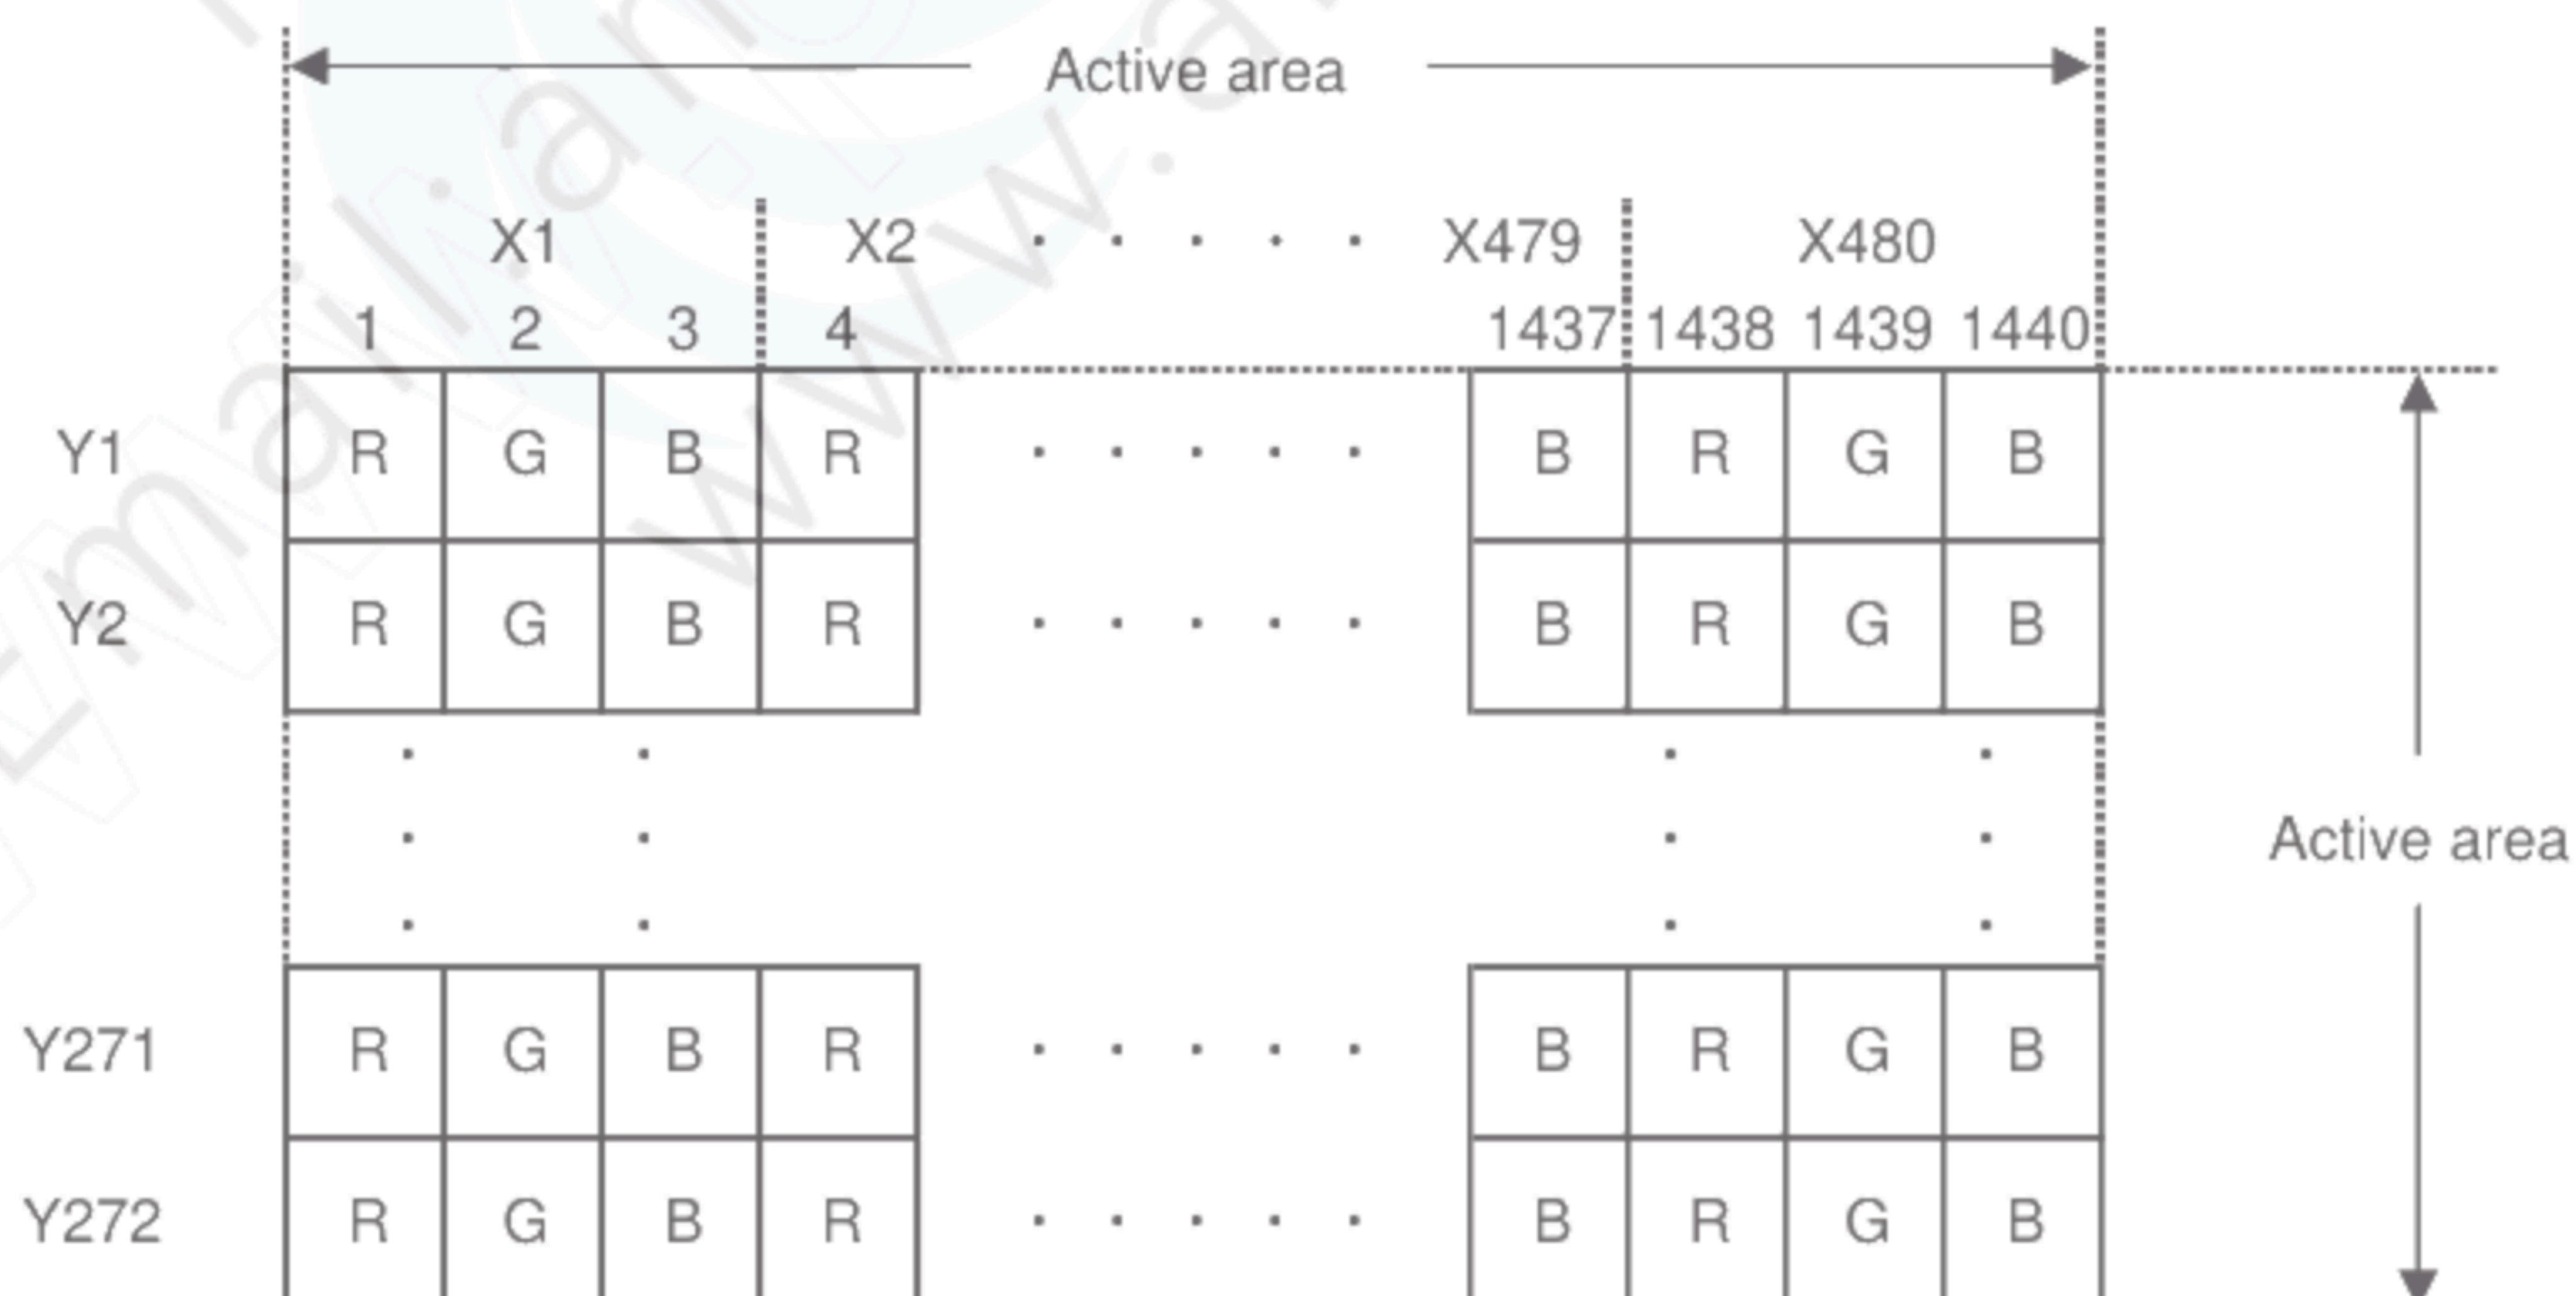 Active area
X1 X2 · · · · · X479 X480
1 2 3 4 1437 1438 1439 1440
Y1 R G B R · · · · · B R G B
Y2 R G B R · · · · · B R G B
Active area
Y271 R G B R · · · · · B R G B
Y272 R G B R · · · · · B R G B